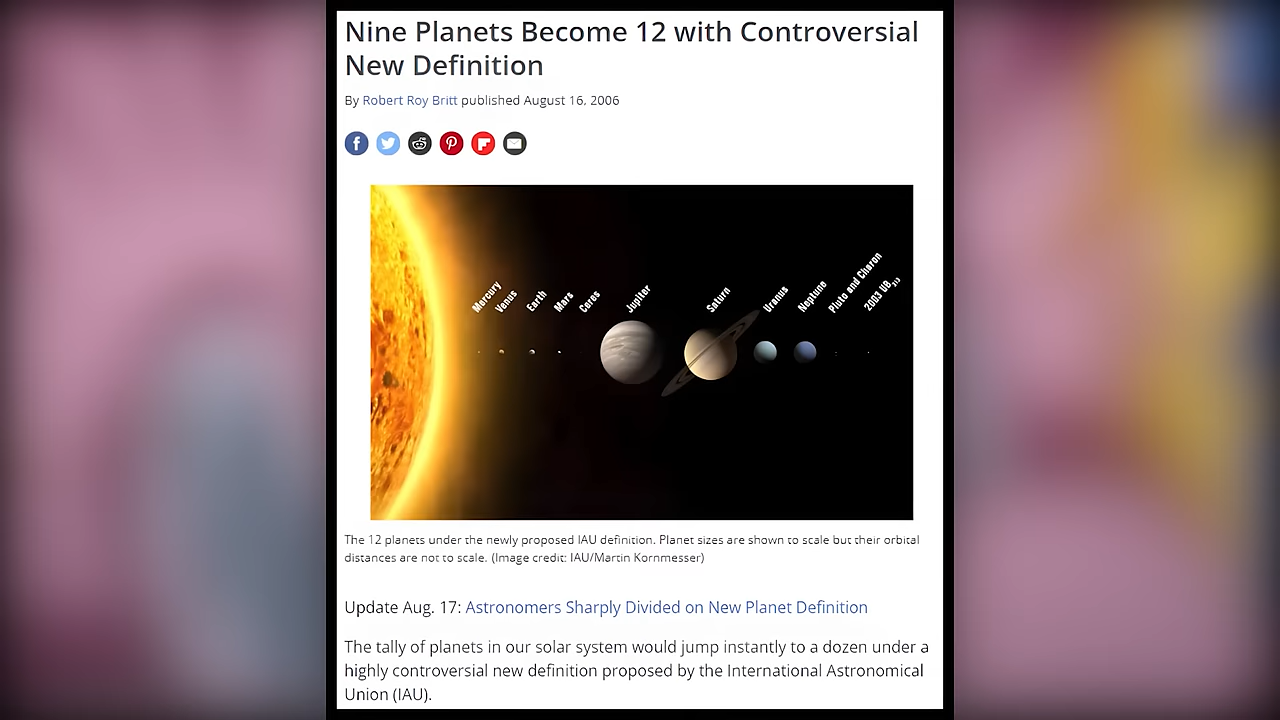 Nine Planets Become 12 with Controversial
New Definition
By Robert Roy Britt published August 16, 2006
Mercury
Venus
Earth
Mars
Ceres
Jupiter
Saturn
Uranus
Neptune
Pluto and Charon
2003 UB313
The 12 planets under the newly proposed IAU definition. Planet sizes are shown to scale but their orbital
distances are not to scale. (Image credit: IAU/Martin Kornmesser)
Update Aug. 17: Astronomers Sharply Divided on New Planet Definition
The tally of planets in our solar system would jump instantly to a dozen under a
highly controversial new definition proposed by the International Astronomical
Union (IAU).